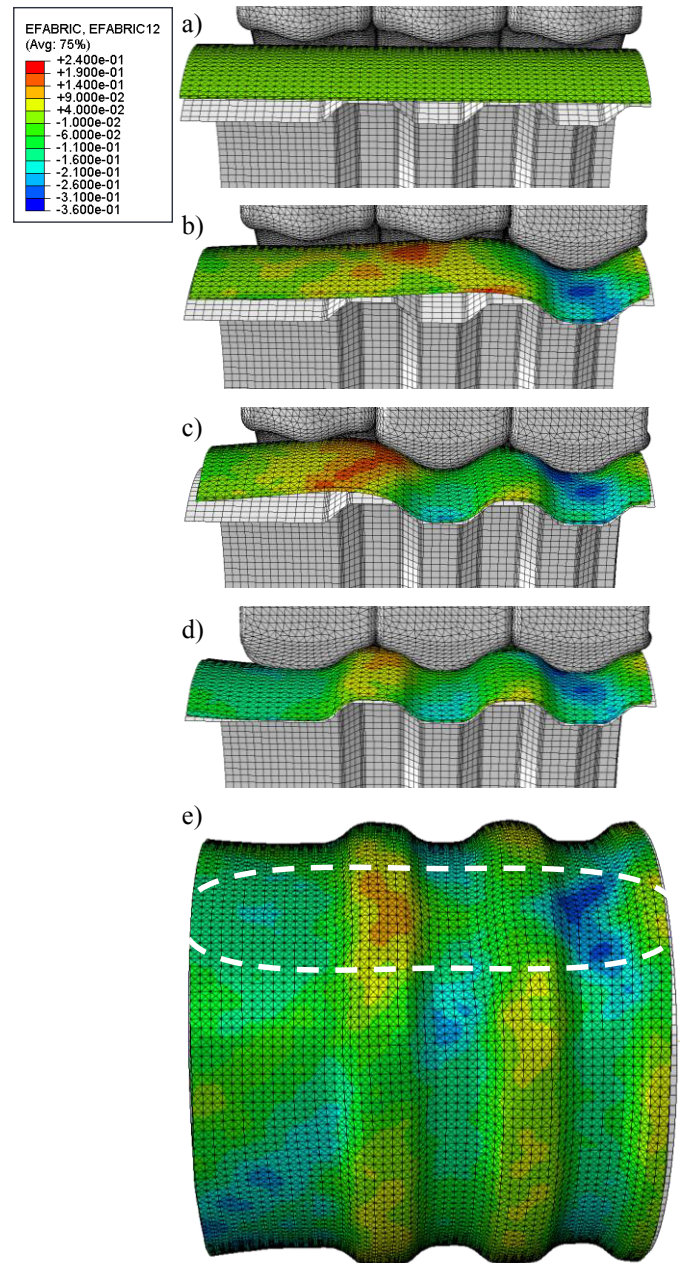 EFABRIC, EFABRIC12
(Avg: 75%)
+2.400e-01
+1.900e-01
+1.400e-01
+9.000e-02
+4.000e-02
-1.000e-02
-6.000e-02
-1.100e-01
-1.600e-01
-2.100e-01
-2.600e-01
-3.100e-01
-3.600e-01
a)
b)
c)
d)
e)